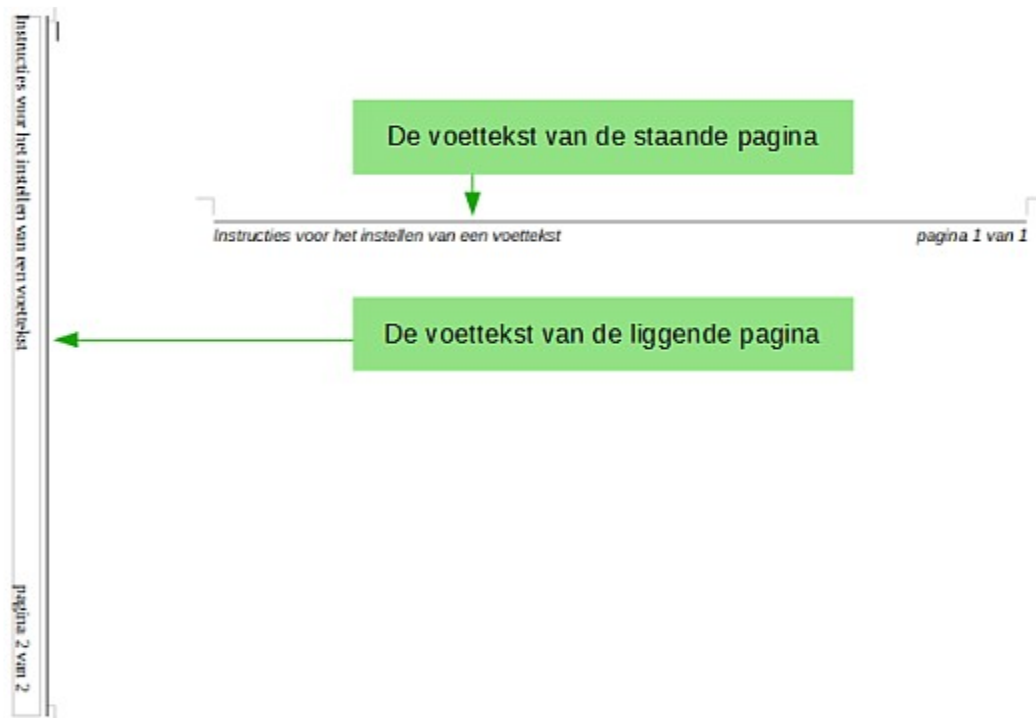 Instructies voor het instellen van een voettekst
pagina 2 van 2
De voettekst van de staande pagina
Instructies voor het instellen van een voettekst pagina 1 van 1
De voettekst van de liggende pagina